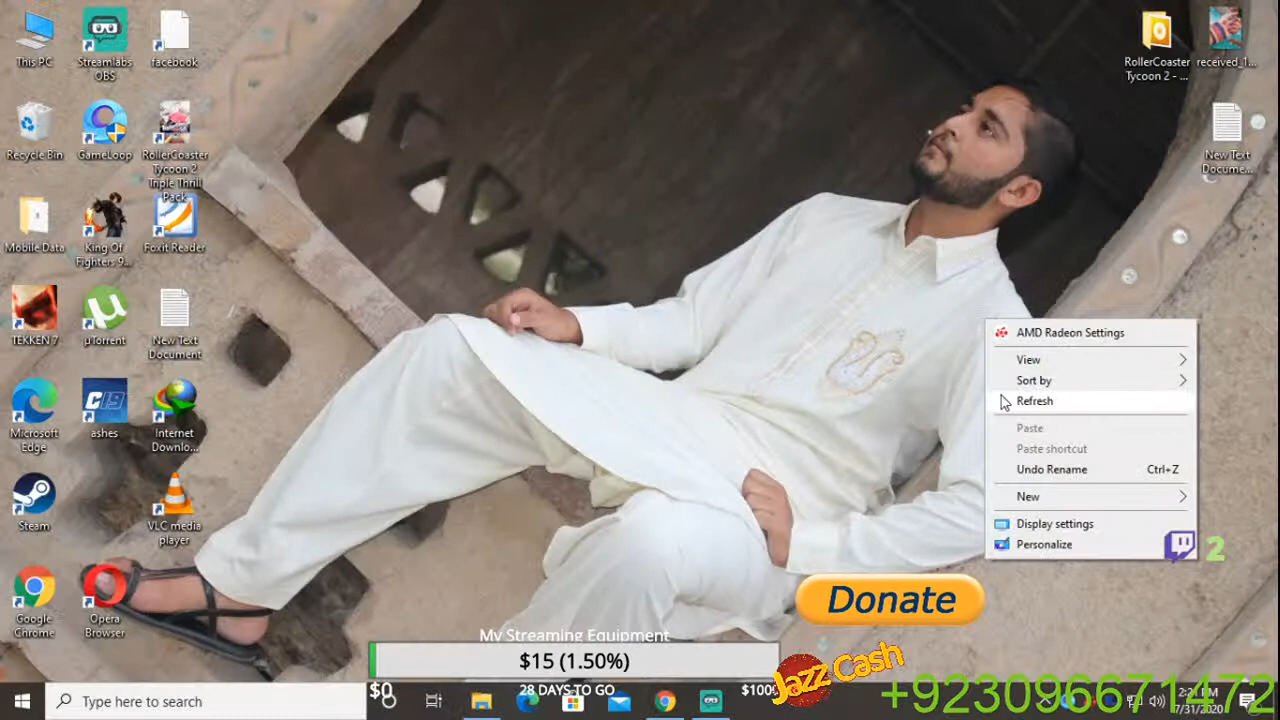 This PC
Streamlabs
OBS
facebook
Recycle Bin
GameLoop
RollerCoaster
Tycoon 2
Triple Thrill
Pack
Mobile Data
King Of
Fighters 9...
Foxit Reader
TEKKEN 7
µTorrent
New Text
Document
Microsoft
Edge
C19
ashes
Internet
Downlo...
Steam
VLC media
player
Google
Chrome
Opera
Browser
RollerCoaster
Tycoon 2 - ...
received_1...
New Text
Docume...
AMD Radeon Settings
View
Sort by
Refresh
Paste
Paste shortcut
Undo Rename Ctrl+Z
New
Display settings
Personalize
2
Donate
My Streaming Equipment
$15 (1.50%)
$0
28 DAYS TO GO
Jazz Cash
+923096671472
Type here to search
7/31/2020